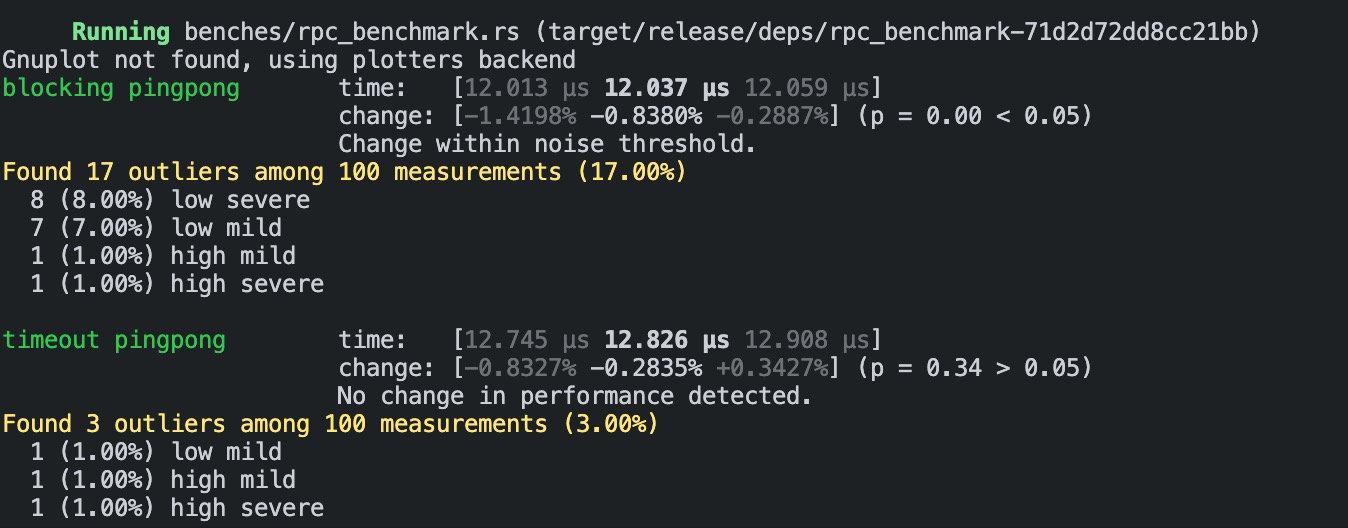 Running benches/rpc_benchmark.rs (target/release/deps/rpc_benchmark-71d2d72dd8cc21bb)
Gnuplot not found, using plotters backend
blocking pingpong       time:   [12.013 µs 12.037 µs 12.059 µs]
                        change: [-1.4198% -0.8380% -0.2887%] (p = 0.00 < 0.05)
                        Change within noise threshold.
Found 17 outliers among 100 measurements (17.00%)
  8 (8.00%) low severe
  7 (7.00%) low mild
  1 (1.00%) high mild
  1 (1.00%) high severe

timeout pingpong        time:   [12.745 µs 12.826 µs 12.908 µs]
                        change: [-0.8327% -0.2835% +0.3427%] (p = 0.34 > 0.05)
                        No change in performance detected.
Found 3 outliers among 100 measurements (3.00%)
  1 (1.00%) low mild
  1 (1.00%) high mild
  1 (1.00%) high severe